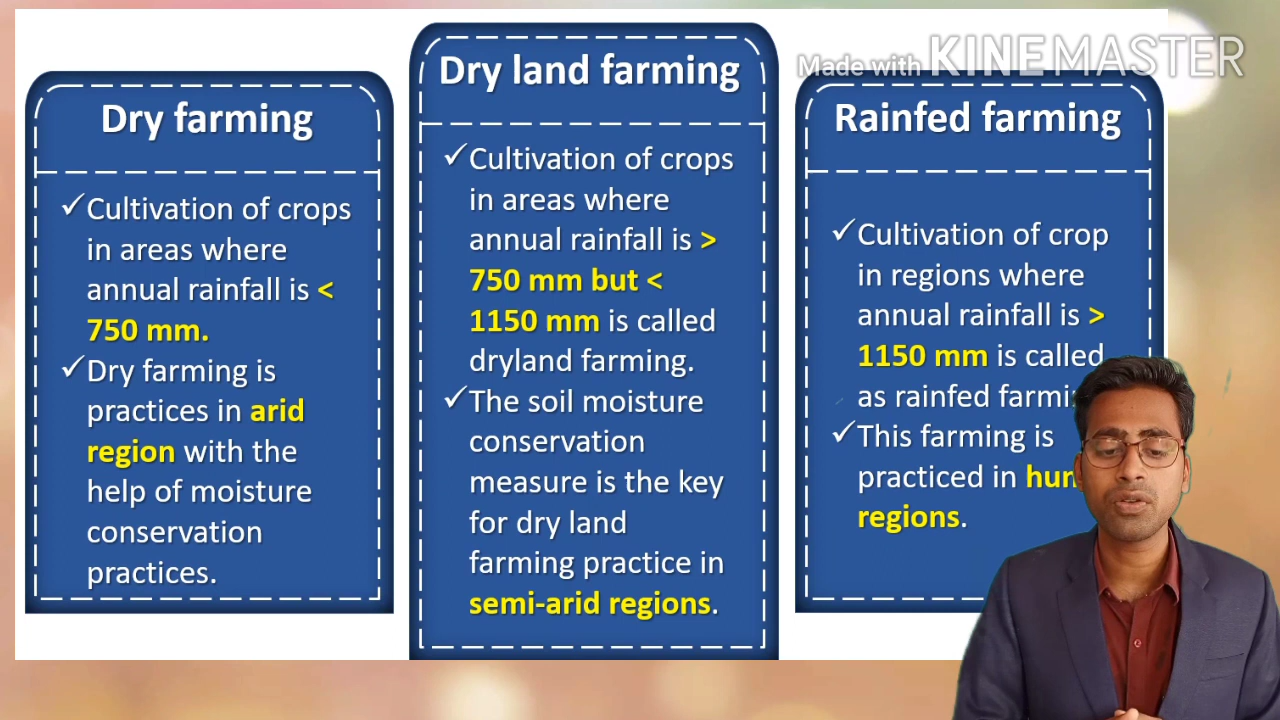 Made with KINEMASTER
Dry farming
✓Cultivation of crops
in areas where
annual rainfall is <
750 mm.
✓Dry farming is
practices in arid
region with the
help of moisture
conservation
practices.
Dry land farming
✓Cultivation of crops
in areas where
annual rainfall is >
750 mm but <
1150 mm is called
dryland farming.
✓The soil moisture
conservation
measure is the key
for dry land
farming practice in
semi-arid regions.
Rainfed farming
✓Cultivation of crop
in regions where
annual rainfall is >
1150 mm is called
as rainfed
✓This farming is
practiced in
regions.